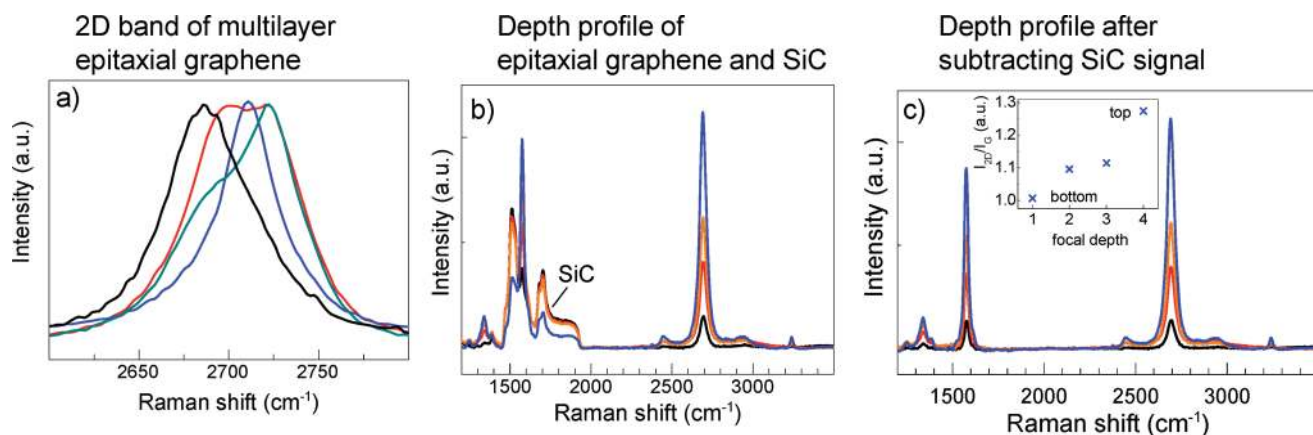 2D band of multilayer
epitaxial graphene
Depth profile of
epitaxial graphene and SiC
Depth profile after
subtracting SiC signal
a)
Intensity (a.u.)
2650 2700 2750
Raman shift (cm⁻¹)
b)
Intensity (a.u.)
SiC
1500 2000 2500 3000
Raman shift (cm⁻¹)
c)
Intensity (a.u.)
I2D/IG (a.u.)
1.3
1.2
1.1
1.0
top
bottom
1 2 3 4
focal depth
1500 2000 2500 3000
Raman shift (cm⁻¹)